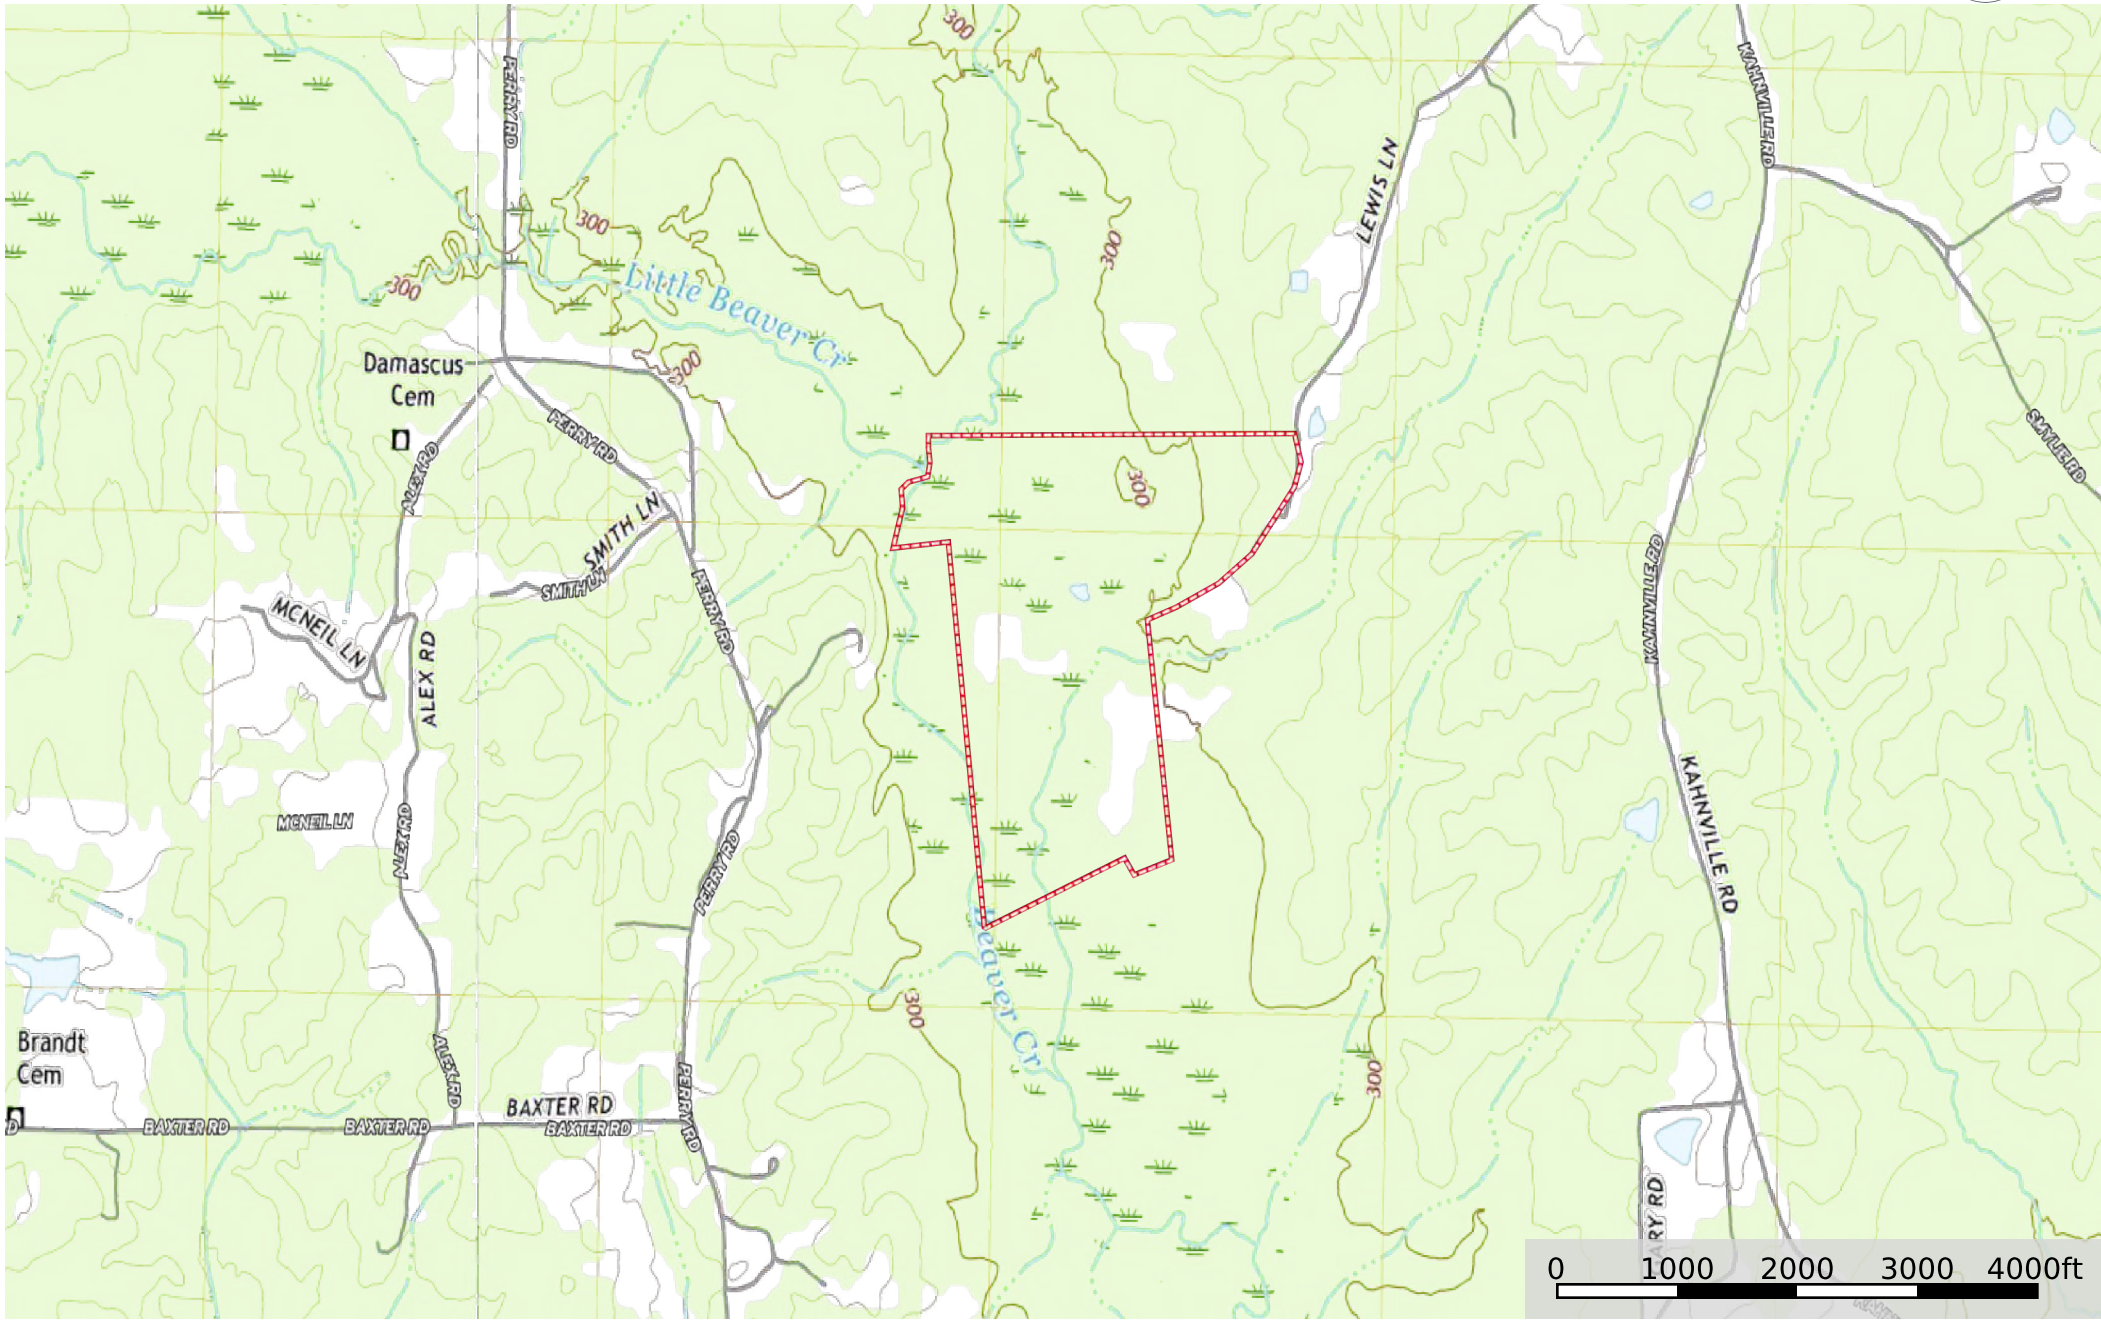 300
PERRY RD
KAHNVILLE RD
LEWIS LN
300
300
300
Little Beaver Cr
Damascus
Cem
300
PERRY RD
ALEX RD
SMYLIE RD
300
SMITH LN
SMITH LN
PERRY RD
KAHNVILLE RD
MCNEIL LN
ALEX RD
MCNEIL LN
ALEX RD
PERRY RD
KAHNVILLE RD
Beaver Cr
300
Brandt
Cem
ALEX RD
300
PERRY RD
BAXTER RD
D
BAXTER RD
BAXTER RD
BAXTER RD
ARY RD
0 1000 2000 3000 4000ft